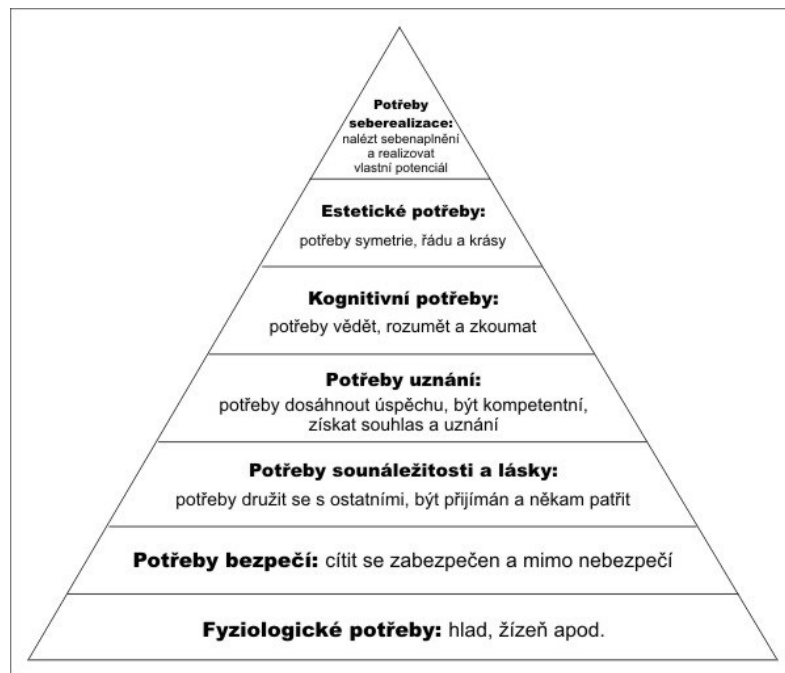 Potřeby
seberealizace:
nalézt sebenaplnění
a realizovat
vlastní potenciál
Estetické potřeby:
potřeby symetrie, řádu a krásy
Kognitivní potřeby:
potřeby vědět, rozumět a zkoumat
Potřeby uznání:
potřeby dosáhnout úspěchu, být kompetentní,
získat souhlas a uznání
Potřeby sounáležitosti a lásky:
potřeby družit se s ostatními, být přijímán a někam patřit
Potřeby bezpečí: cítit se zabezpečen a mimo nebezpečí
Fyziologické potřeby: hlad, žízeň apod.